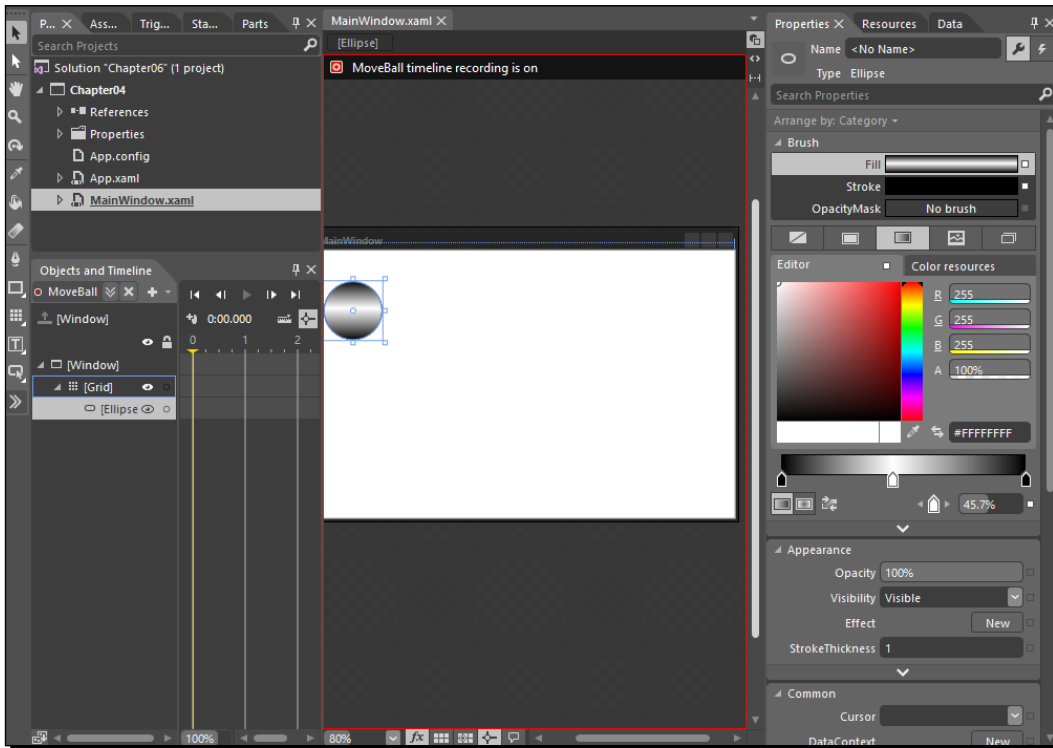 P... Ass... Trig... Sta... Parts
Search Projects
Solution "Chapter06" (1 project)
Chapter04
References
Properties
App.config
App.xaml
MainWindow.xaml
Objects and Timeline
MoveBall
[Window]
0:00.000
0 1 2
[Window]
[Grid]
[Ellipse
100%
MainWindow.xaml
[Ellipse]
MoveBall timeline recording is on
MainWindow
80%
fx
Properties Resources Data
Name <No Name>
Type Ellipse
Search Properties
Arrange by: Category
Brush
Fill
Stroke
OpacityMask No brush
Editor Color resources
R 255
G 255
B 255
A 100%
#FFFFFFFF
45.7%
Appearance
Opacity 100%
Visibility Visible
Effect New
StrokeThickness 1
Common
Cursor
DataContext New